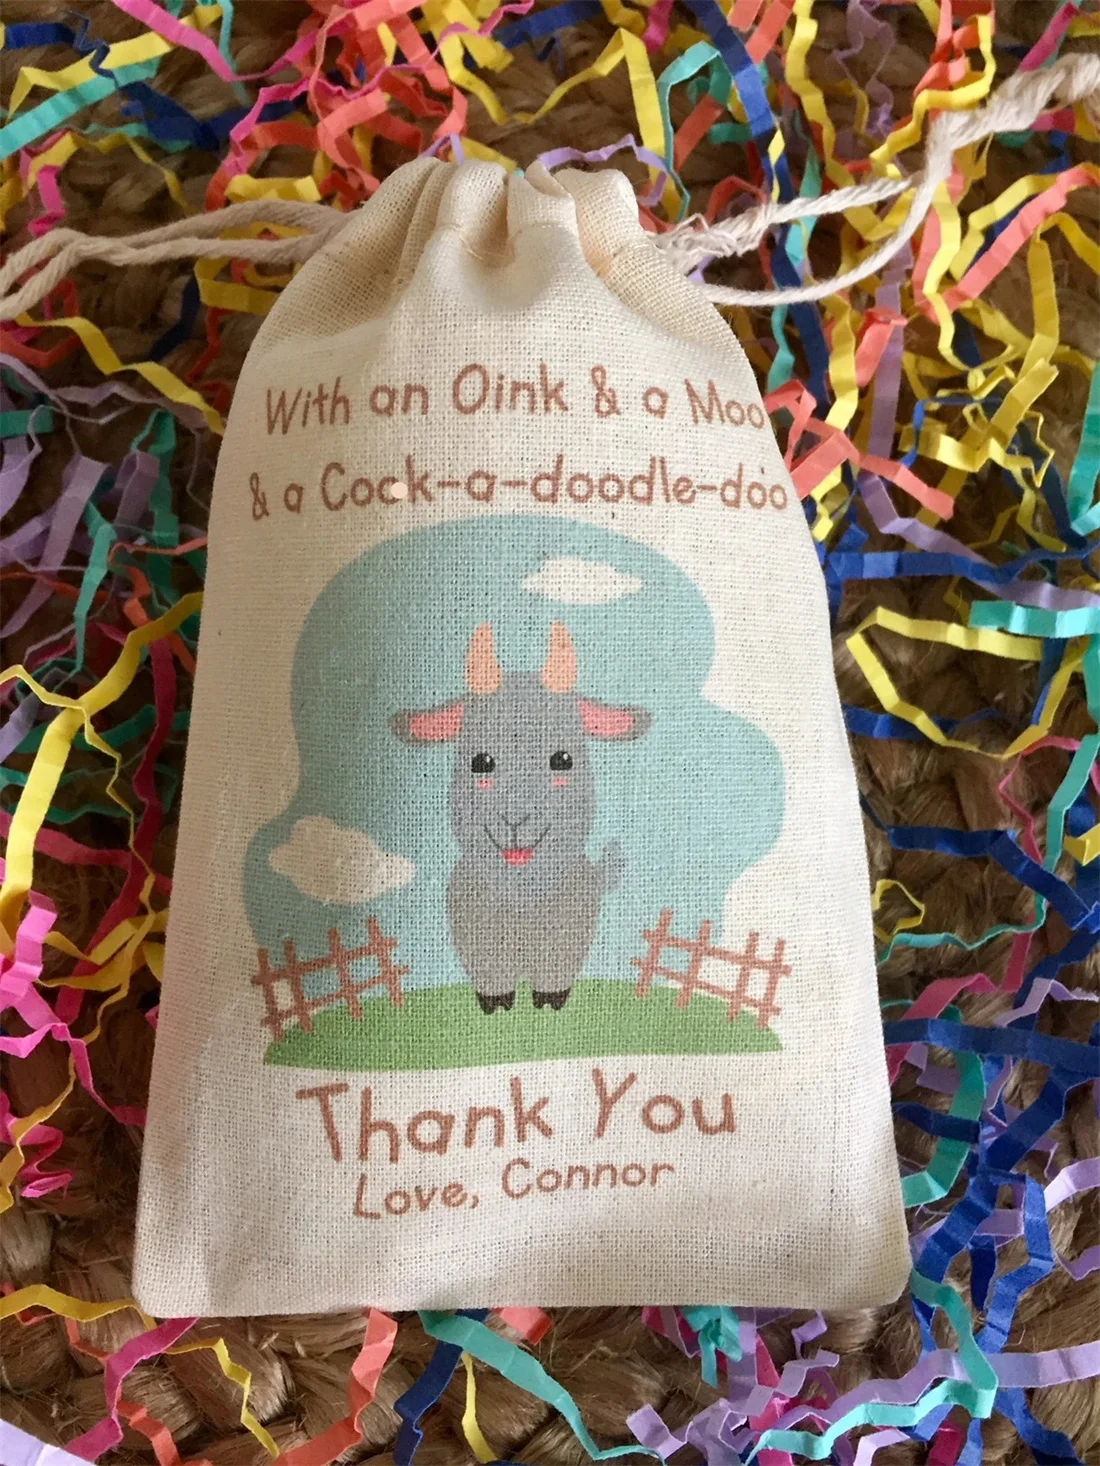 With an Oink & a Moo
& a Cock-a-doodle-doo
Thank You
Love, Connor